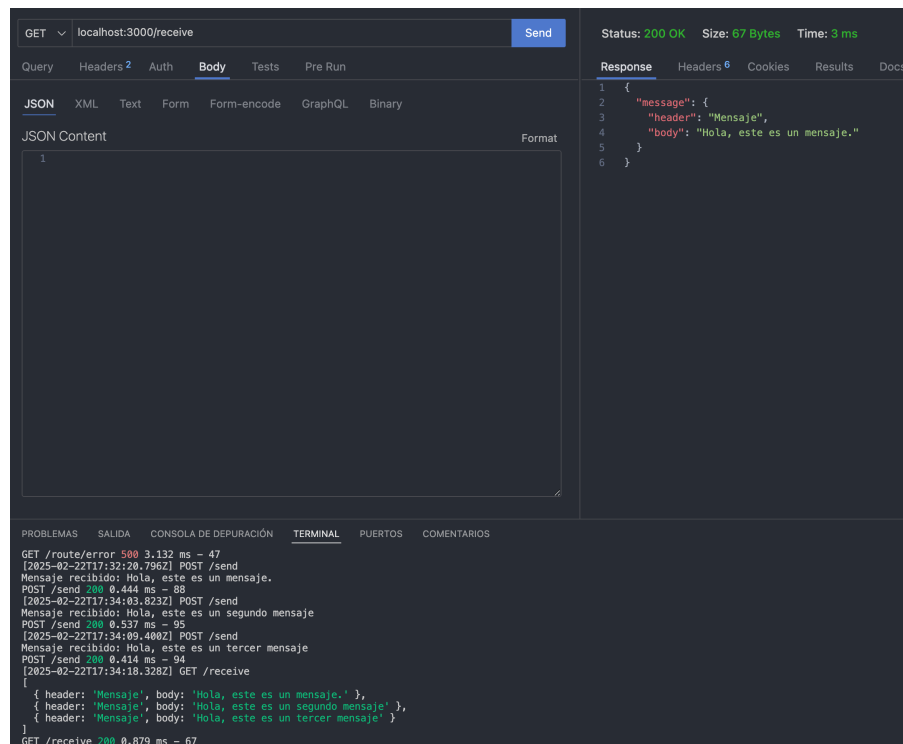 GET localhost:3000/receive Send
Query Headers 2 Auth Body Tests Pre Run
JSON XML Text Form Form-encode GraphQL Binary
JSON Content Format
1
Status: 200 OK Size: 67 Bytes Time: 3 ms
Response Headers 6 Cookies Results Docs
1 {
2 "message": {
3 "header": "Mensaje",
4 "body": "Hola, este es un mensaje."
5 }
6 }
PROBLEMAS SALIDA CONSOLA DE DEPURACIÓN TERMINAL PUERTOS COMENTARIOS
GET /route/error 500 3.132 ms – 47
[2025-02-22T17:32:20.796Z] POST /send
Mensaje recibido: Hola, este es un mensaje.
POST /send 200 0.444 ms – 88
[2025-02-22T17:34:03.823Z] POST /send
Mensaje recibido: Hola, este es un segundo mensaje
POST /send 200 0.537 ms – 95
[2025-02-22T17:34:09.400Z] POST /send
Mensaje recibido: Hola, este es un tercer mensaje
POST /send 200 0.414 ms – 94
[2025-02-22T17:34:18.328Z] GET /receive
[
{ header: 'Mensaje', body: 'Hola, este es un mensaje.' },
{ header: 'Mensaje', body: 'Hola, este es un segundo mensaje' },
{ header: 'Mensaje', body: 'Hola, este es un tercer mensaje' }
]
GET /receive 200 0.879 ms – 67